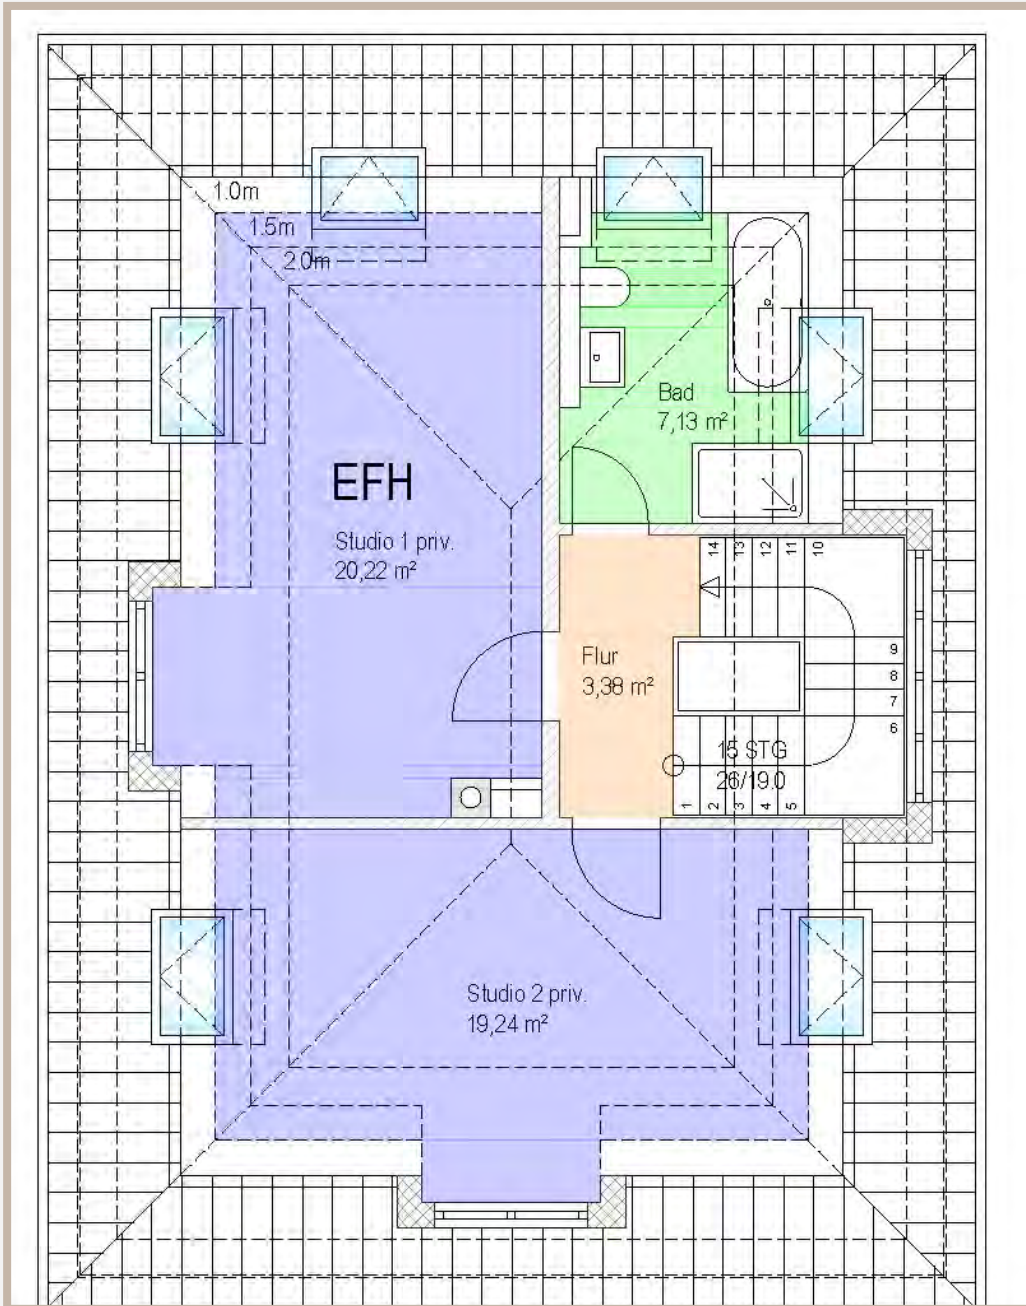 1.0m
1.5m
2.0m
Bad
7,13 m²
EFH
Studio 1 priv.
20,22 m²
14 13 12 11 10
Flur
3,38 m²
9
8
7
6
15 STG
26/19.0
1 2 3 4 5
Studio 2 priv.
19,24 m²